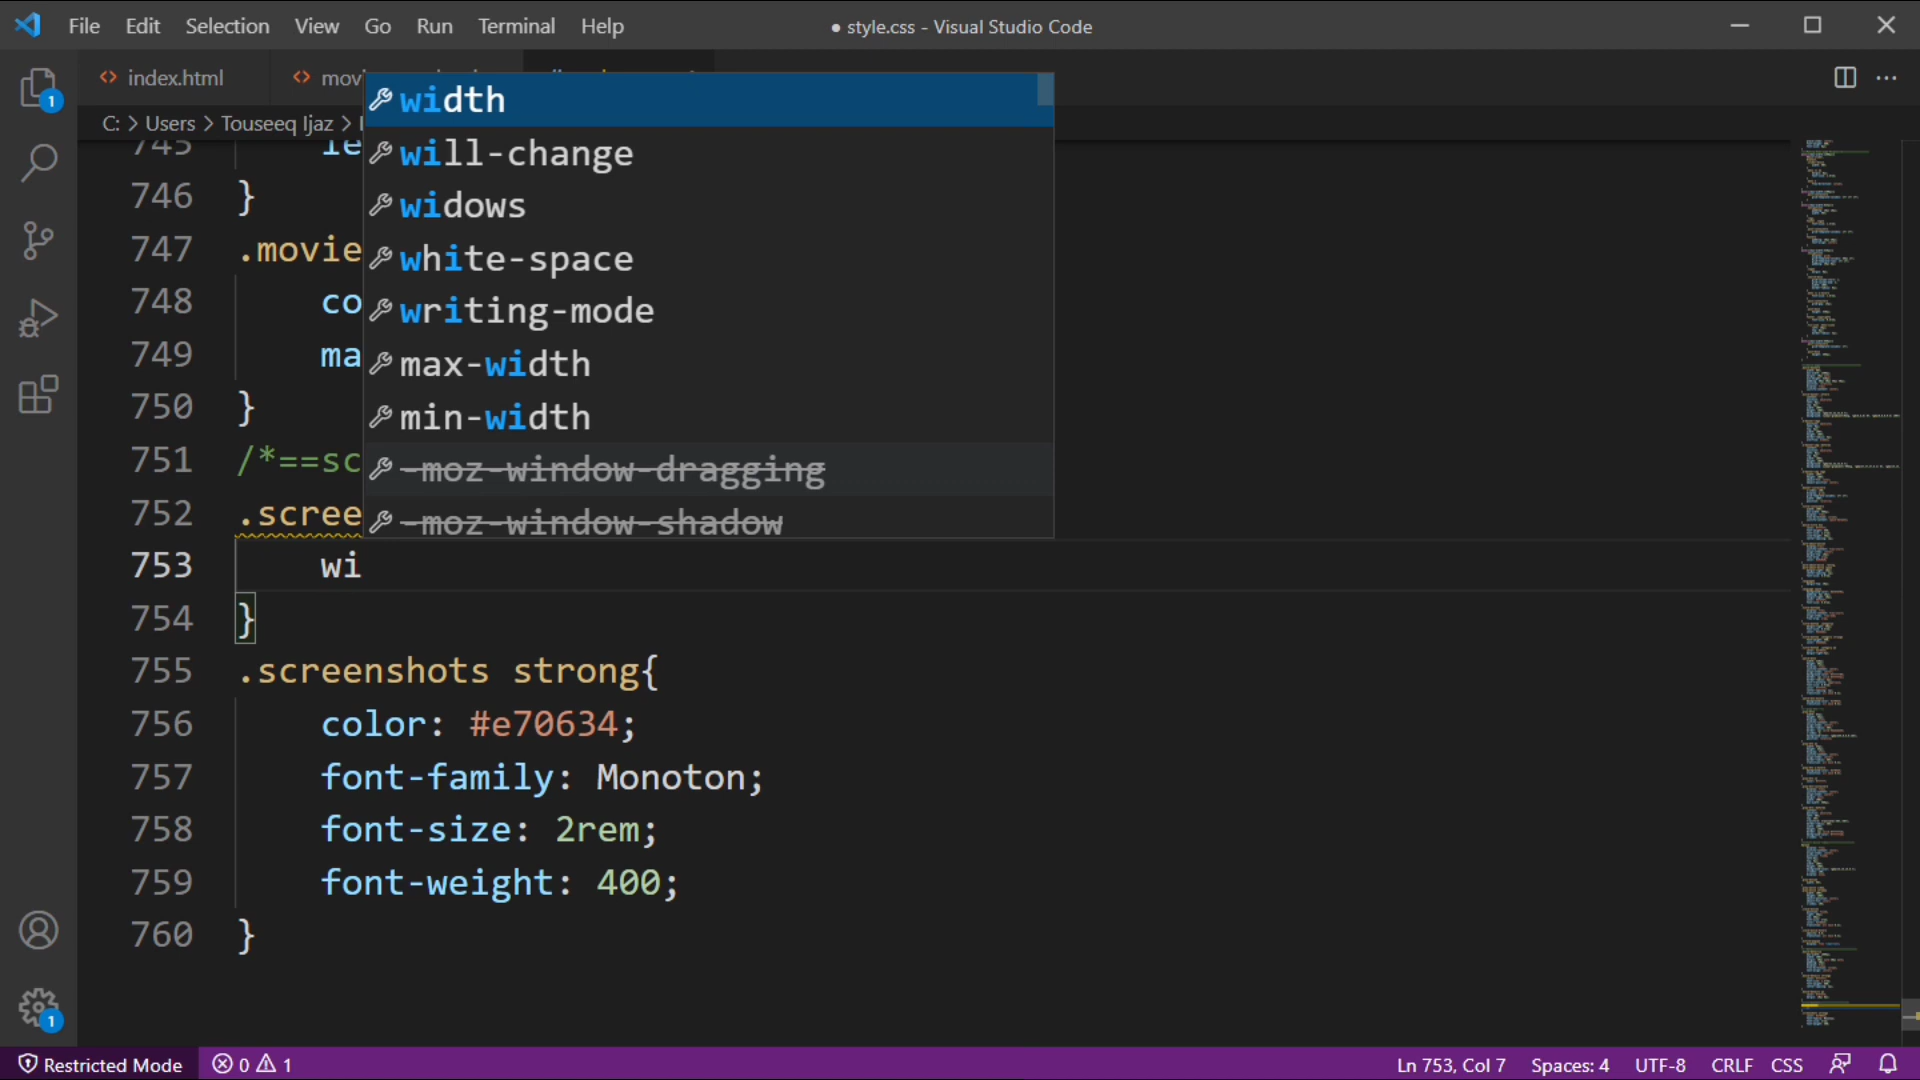 File Edit Selection View Go Run Terminal Help
● style.css - Visual Studio Code
index.html
C: > Users > Touseeq Ijaz >
width
will-change
widows
white-space
writing-mode
max-width
min-width
-moz-window-dragging
-moz-window-shadow
745
746 }
747 .movie
748 co
749 ma
750 }
751 /*==sc
752 .scree
753 wi
754 }
755 .screenshots strong{
756 color: #e70634;
757 font-family: Monoton;
758 font-size: 2rem;
759 font-weight: 400;
760 }
1
1
Restricted Mode 0 1
Ln 753, Col 7 Spaces: 4 UTF-8 CRLF CSS